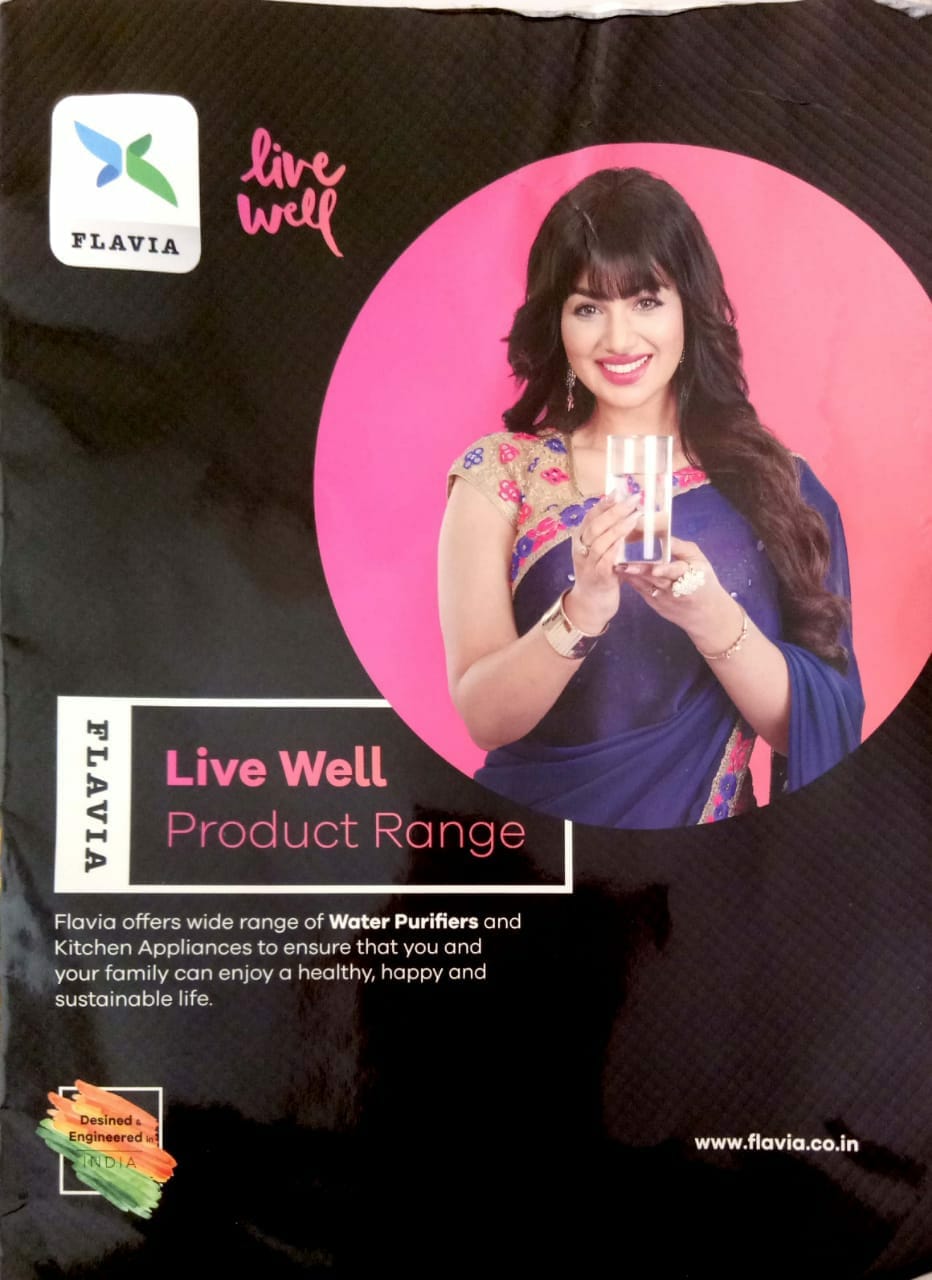 FLAVIA
live
well
FLAVIA
Live Well
Product Range
Flavia offers wide range of Water Purifiers and
Kitchen Appliances to ensure that you and
your family can enjoy a healthy, happy and
sustainable life.
Desined &
Engineered in
INDIA
www.flavia.co.in